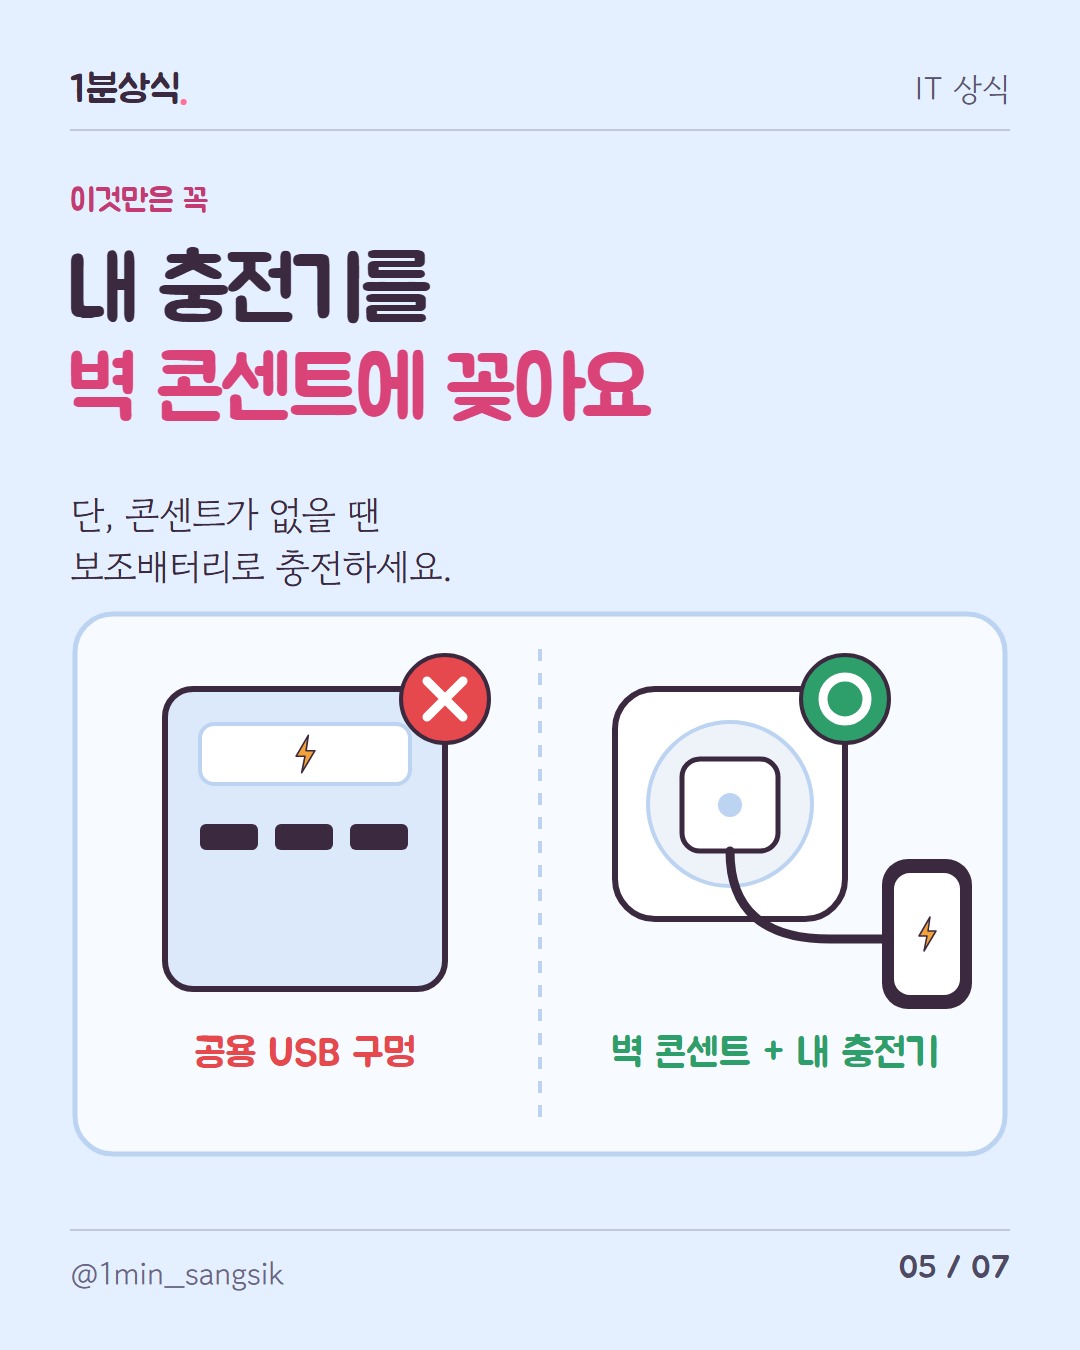 1분상식.
IT 상식
이것만은 꼭
내 충전기를
벽 콘센트에 꽂아요
단, 콘센트가 없을 땐
보조배터리로 충전하세요.
공용 USB 구멍
벽 콘센트 + 내 충전기
@1min_sangsik
05 / 07